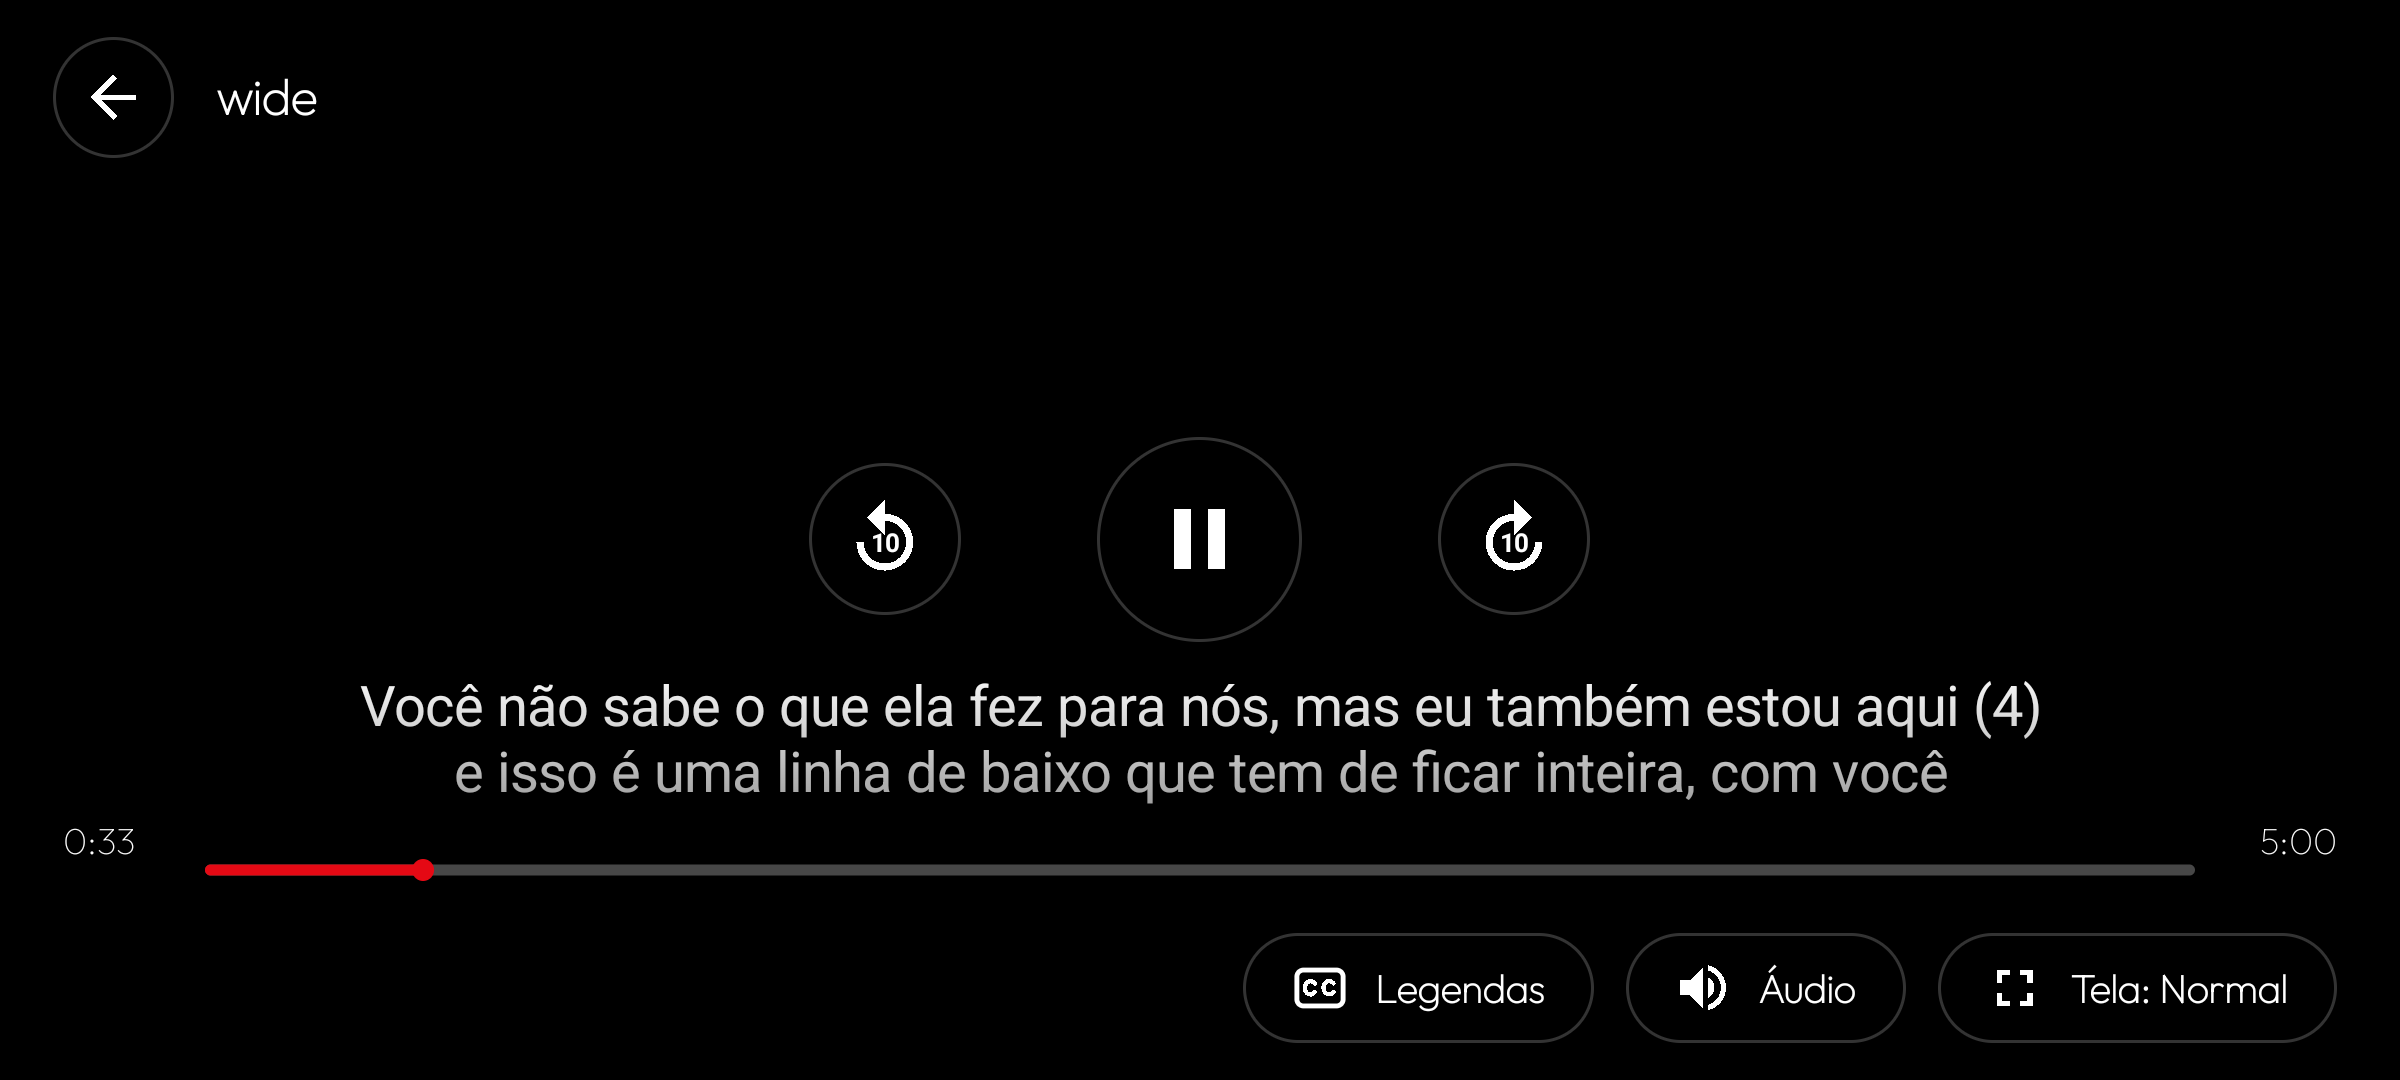 wide
10
10
Você não sabe o que ela fez para nós, mas eu também estou aqui (4)
e isso é uma linha de baixo que tem de ficar inteira, com você
0:33
5:00
CC Legendas
Áudio
Tela: Normal